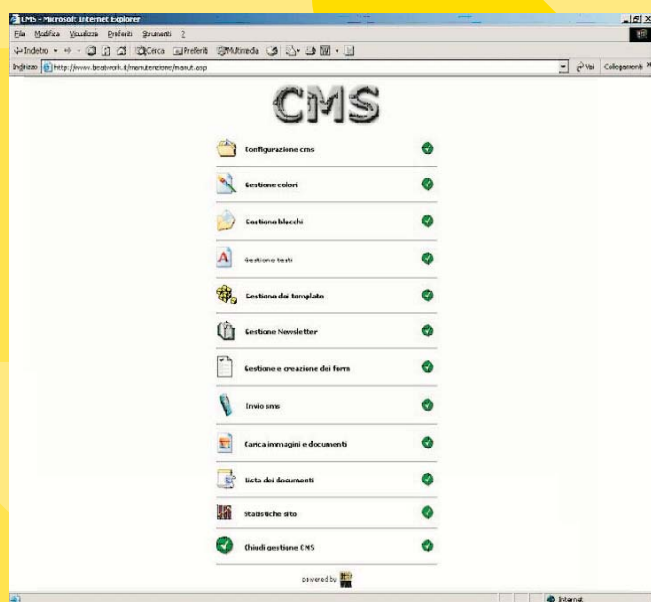 CMS - Microsoft Internet Explorer
File Modifica Visualizza Preferiti Strumenti ?
Indietro Cerca Preferiti Multimedia
Indirizzo http://www.beatwork.it/manutenzione/manut.asp Vai Collegamenti
CMS
Configurazione cms
Gestione colori
Gestione blocchi
Gestione testi
Gestione dei template
Gestione Newsletter
Gestione e creazione dei form
Invio sms
Carica immagini e documenti
Lista dei documenti
Statistiche sito
Chiudi gestione CMS
powered by
Internet